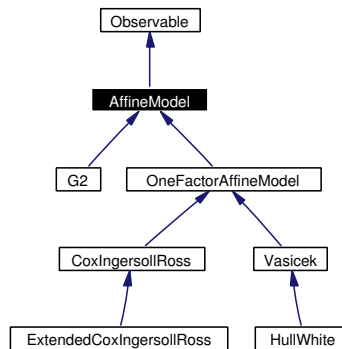 Observable
AffineModel
G2
OneFactorAffineModel
CoxIngersollRoss
Vasicek
ExtendedCoxIngersollRoss
HullWhite